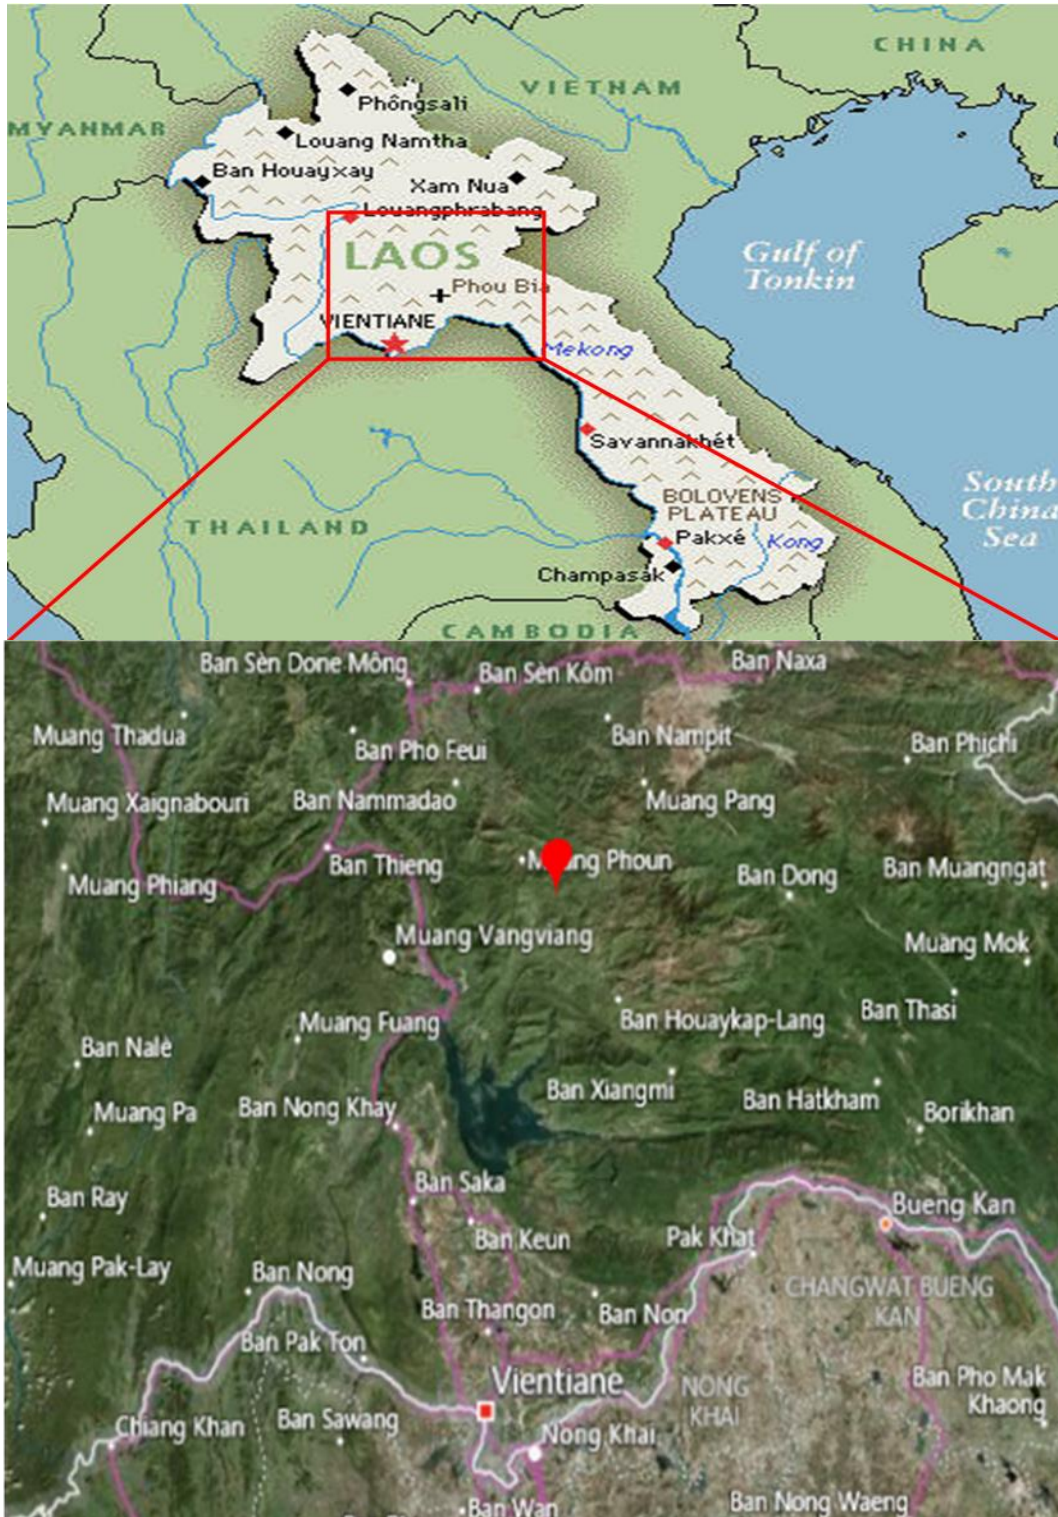 CHINA
VIETNAM
Phôngsali
MYANMAR
Louang Namtha
Ban Houayxay
Xam Nua
Louangphrabang
LAOS
Gulf of
Tonkin
Phou Bia
VIENTIANE
Mekong
Savannakhét
South
China
Sea
BOLOVENS
PLATEAU
THAILAND
Pakxé
Kong
Champasak
CAMBODIA
Ban Sèn Done Mông
Ban Sèn Kôm
Ban Naxa
Muang Thadua
Ban Pho Feui
Ban Nampit
Ban Phichi
Muang Xaignabouri
Ban Nammadao
Muang Pang
Ban Thieng
Muang Phoun
Muang Phiang
Ban Dong
Ban Muangngat
Muang Vangviang
Muang Mok
Muang Fuang
Ban Houaykap-Lang
Ban Thasi
Ban Nalè
Ban Xiangmi
Ban Hatkham
Muang Pa
Ban Nong Khay
Borikhan
Ban Saka
Ban Ray
Bueng Kan
Ban Keun
Pak Khat
Muang Pak-Lay
Ban Nong
CHANGWAT BUENG
KAN
Ban Thangon
Ban Non
Ban Pak Ton
Vientiane
NONG
KHAI
Ban Pho Mak
Khaong
Chiang Khan
Ban Sawang
Nong Khai
Ban Wan
Ban Nong Waeng